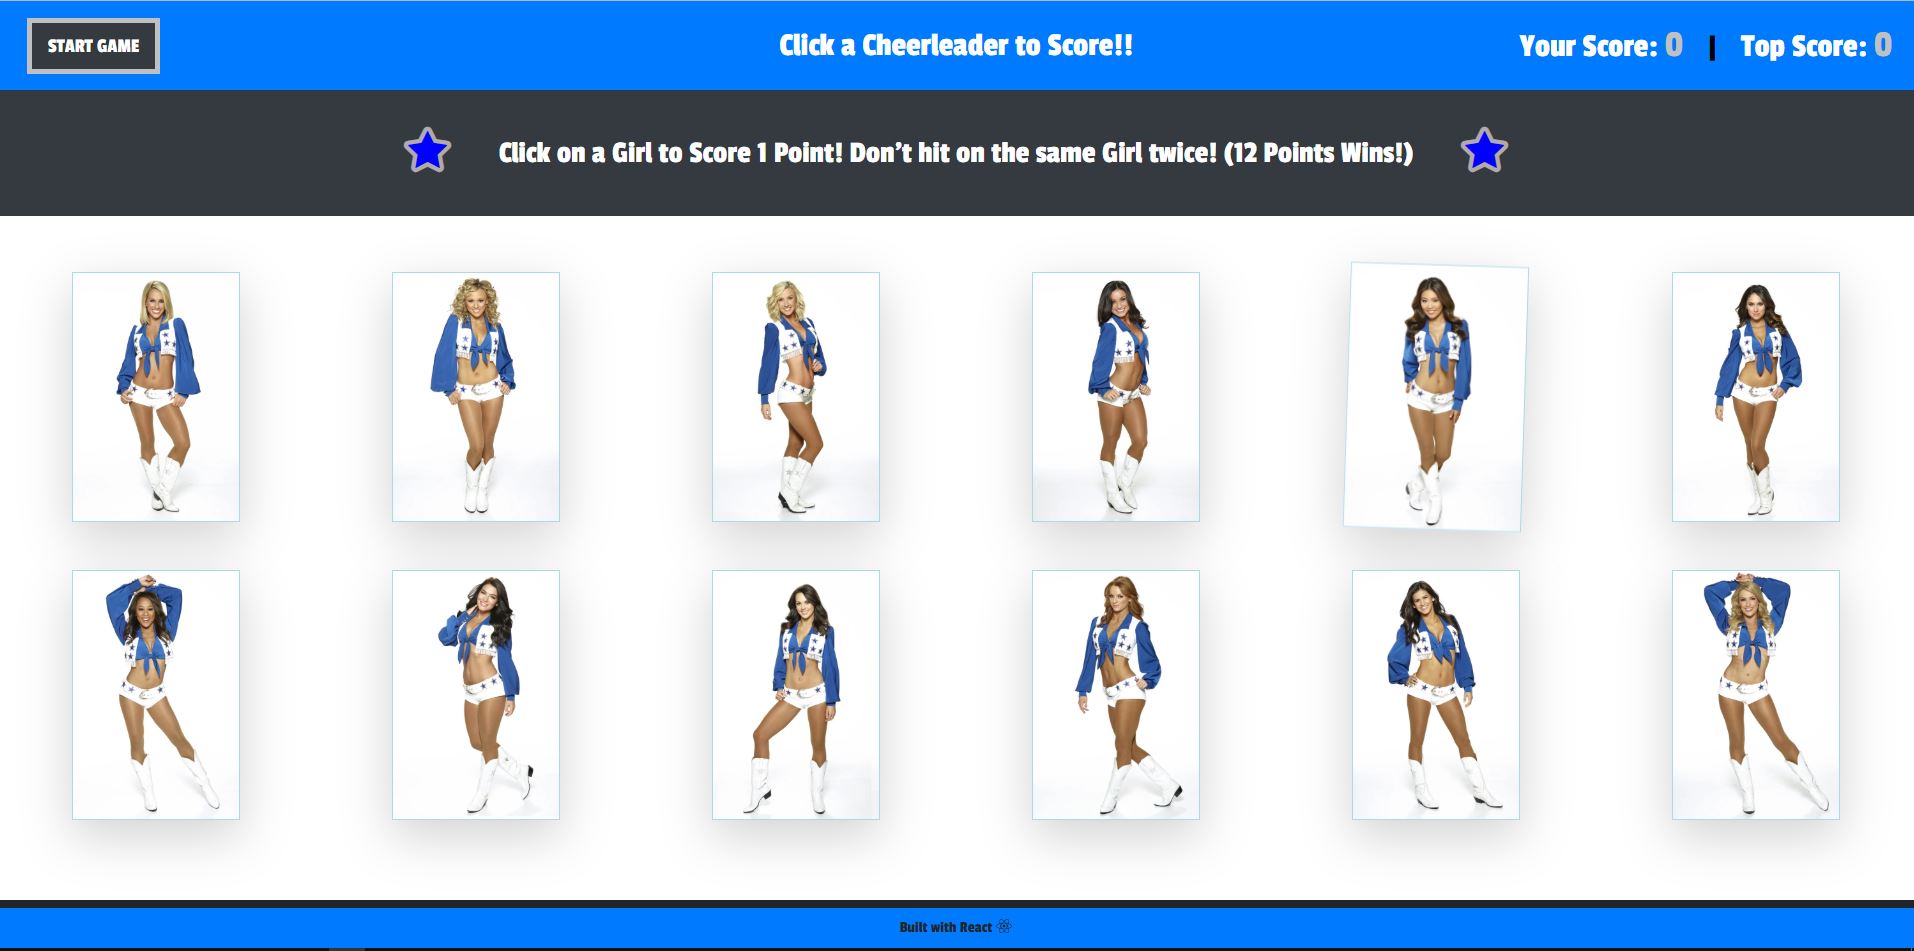 START GAME
Click a Cheerleader to Score!!
Your Score: 0 | Top Score: 0
Click on a Girl to Score 1 Point! Don't hit on the same Girl twice! (12 Points Wins!)
Built with React